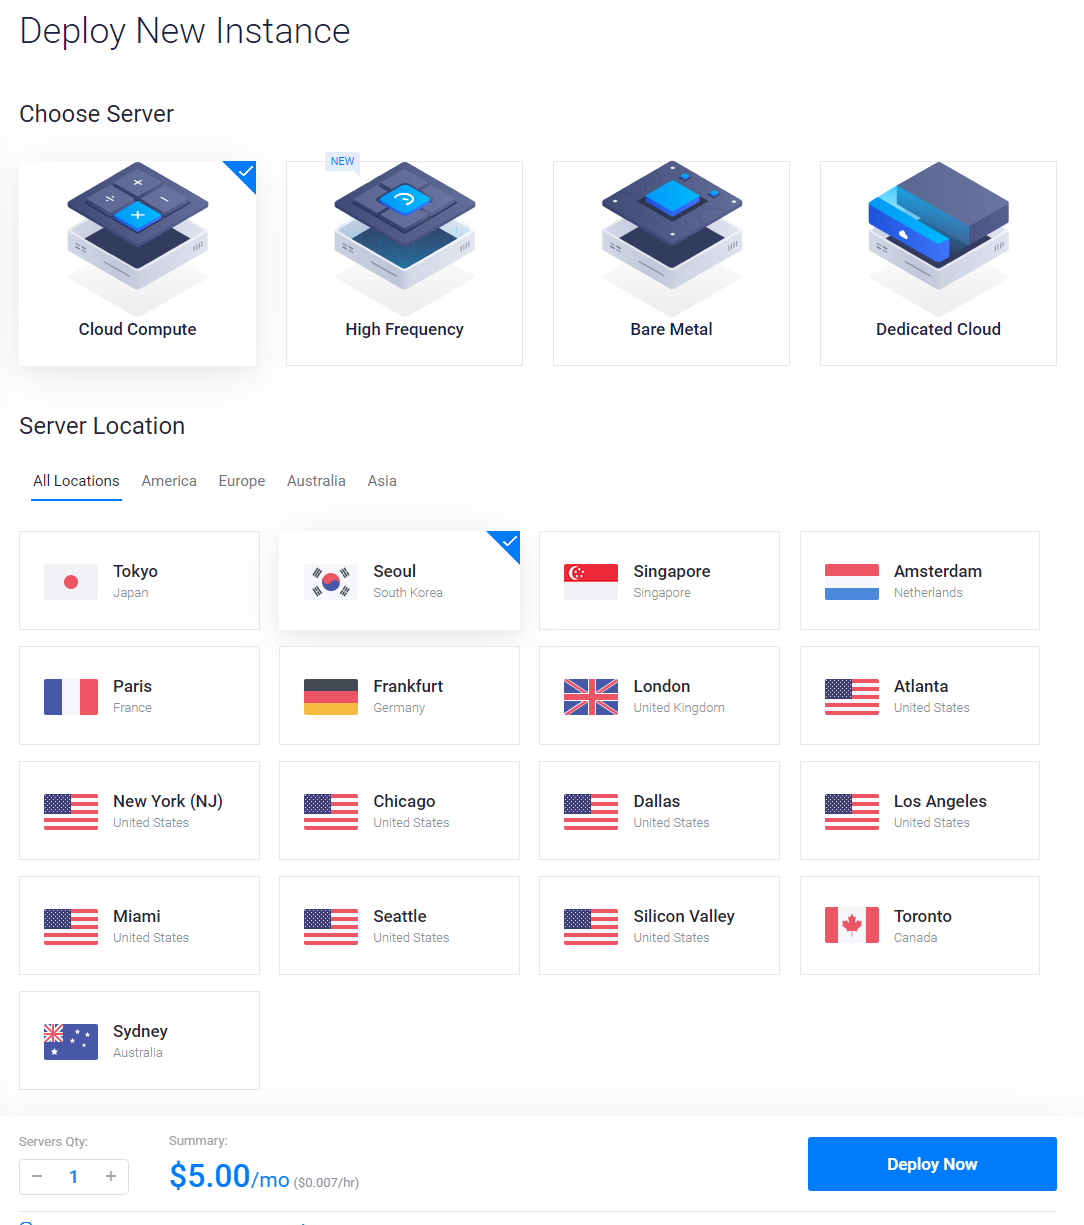 Deploy New Instance
Choose Server
NEW
Cloud Compute
High Frequency
Bare Metal
Dedicated Cloud
Server Location
All Locations America Europe Australia Asia
Tokyo
Japan
Seoul
South Korea
Singapore
Singapore
Amsterdam
Netherlands
Paris
France
Frankfurt
Germany
London
United Kingdom
Atlanta
United States
New York (NJ)
United States
Chicago
United States
Dallas
United States
Los Angeles
United States
Miami
United States
Seattle
United States
Silicon Valley
United States
Toronto
Canada
Sydney
Australia
Servers Qty:
− 1 +
Summary:
$5.00/mo ($0.007/hr)
Deploy Now